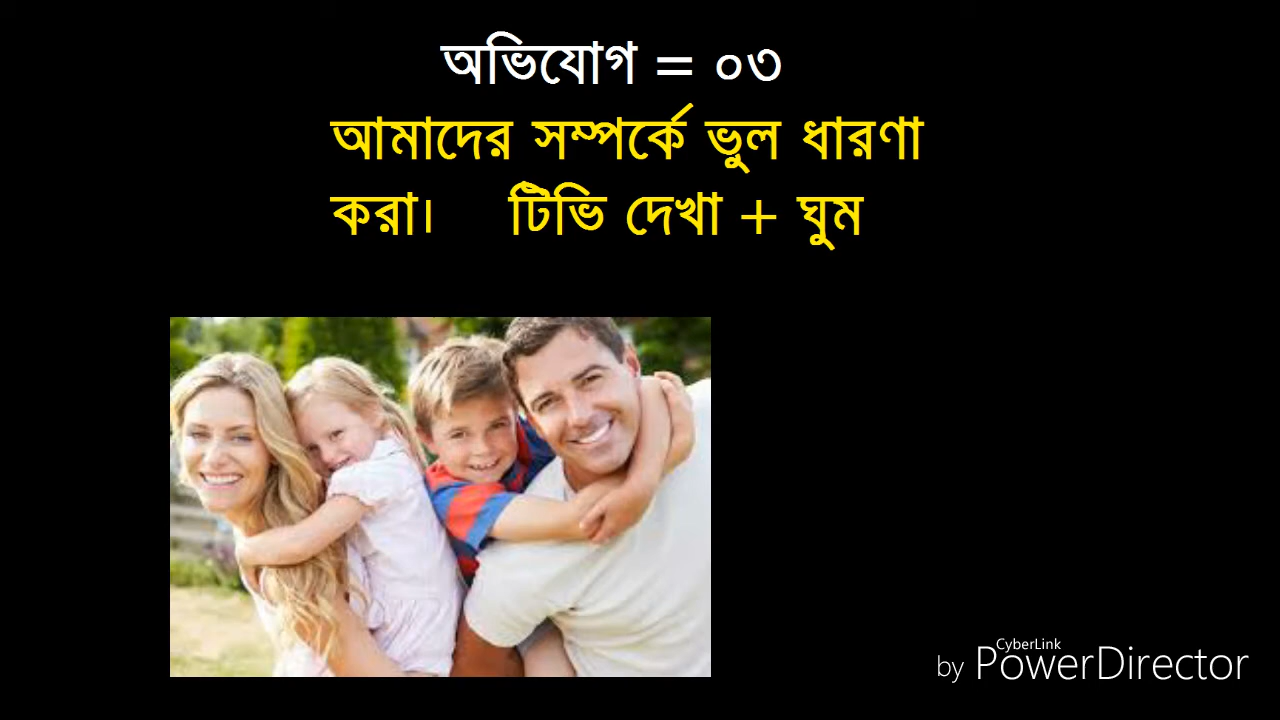 অভিযোগ = ০৩
আমাদের সম্পর্কে ভুল ধারণা
করা। টিভি দেখা + ঘুম
CyberLink
by PowerDirector